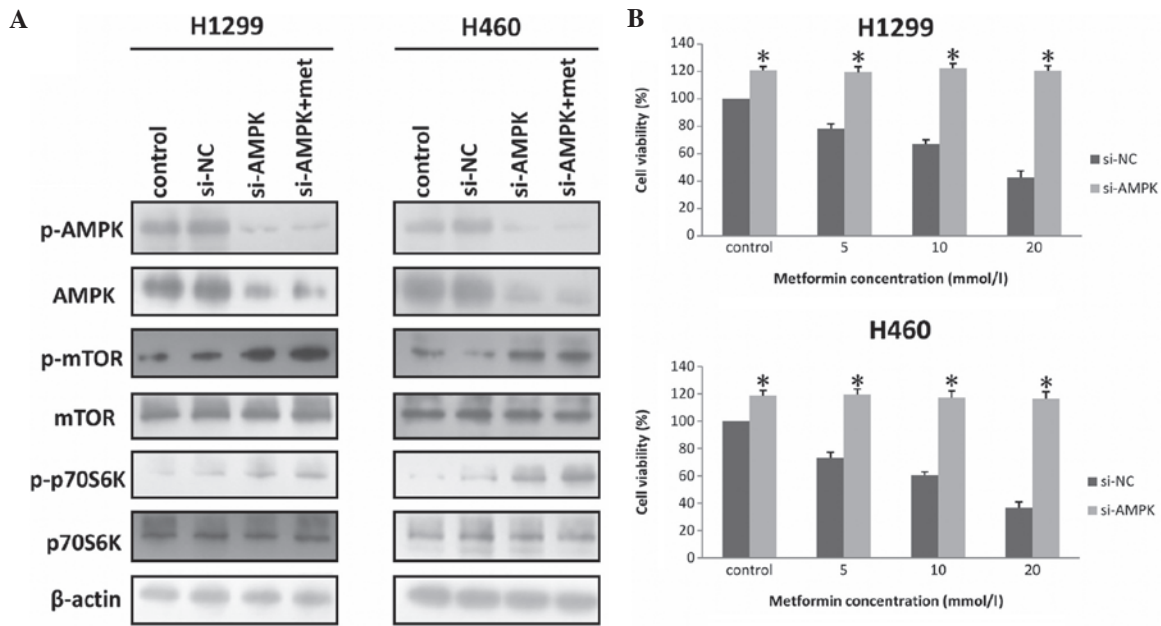 A
H1299
H460
control
si-NC
si-AMPK
si-AMPK+met
control
si-NC
si-AMPK
si-AMPK+met
p-AMPK
AMPK
p-mTOR
mTOR
p-p70S6K
p70S6K
β-actin
B
H1299
Cell viability (%)
140
120
100
80
60
40
20
0
* * * *
control 5 10 20
Metformin concentration (mmol/l)
si-NC
si-AMPK
H460
Cell viability (%)
140
120
100
80
60
40
20
0
* * * *
control 5 10 20
Metformin concentration (mmol/l)
si-NC
si-AMPK